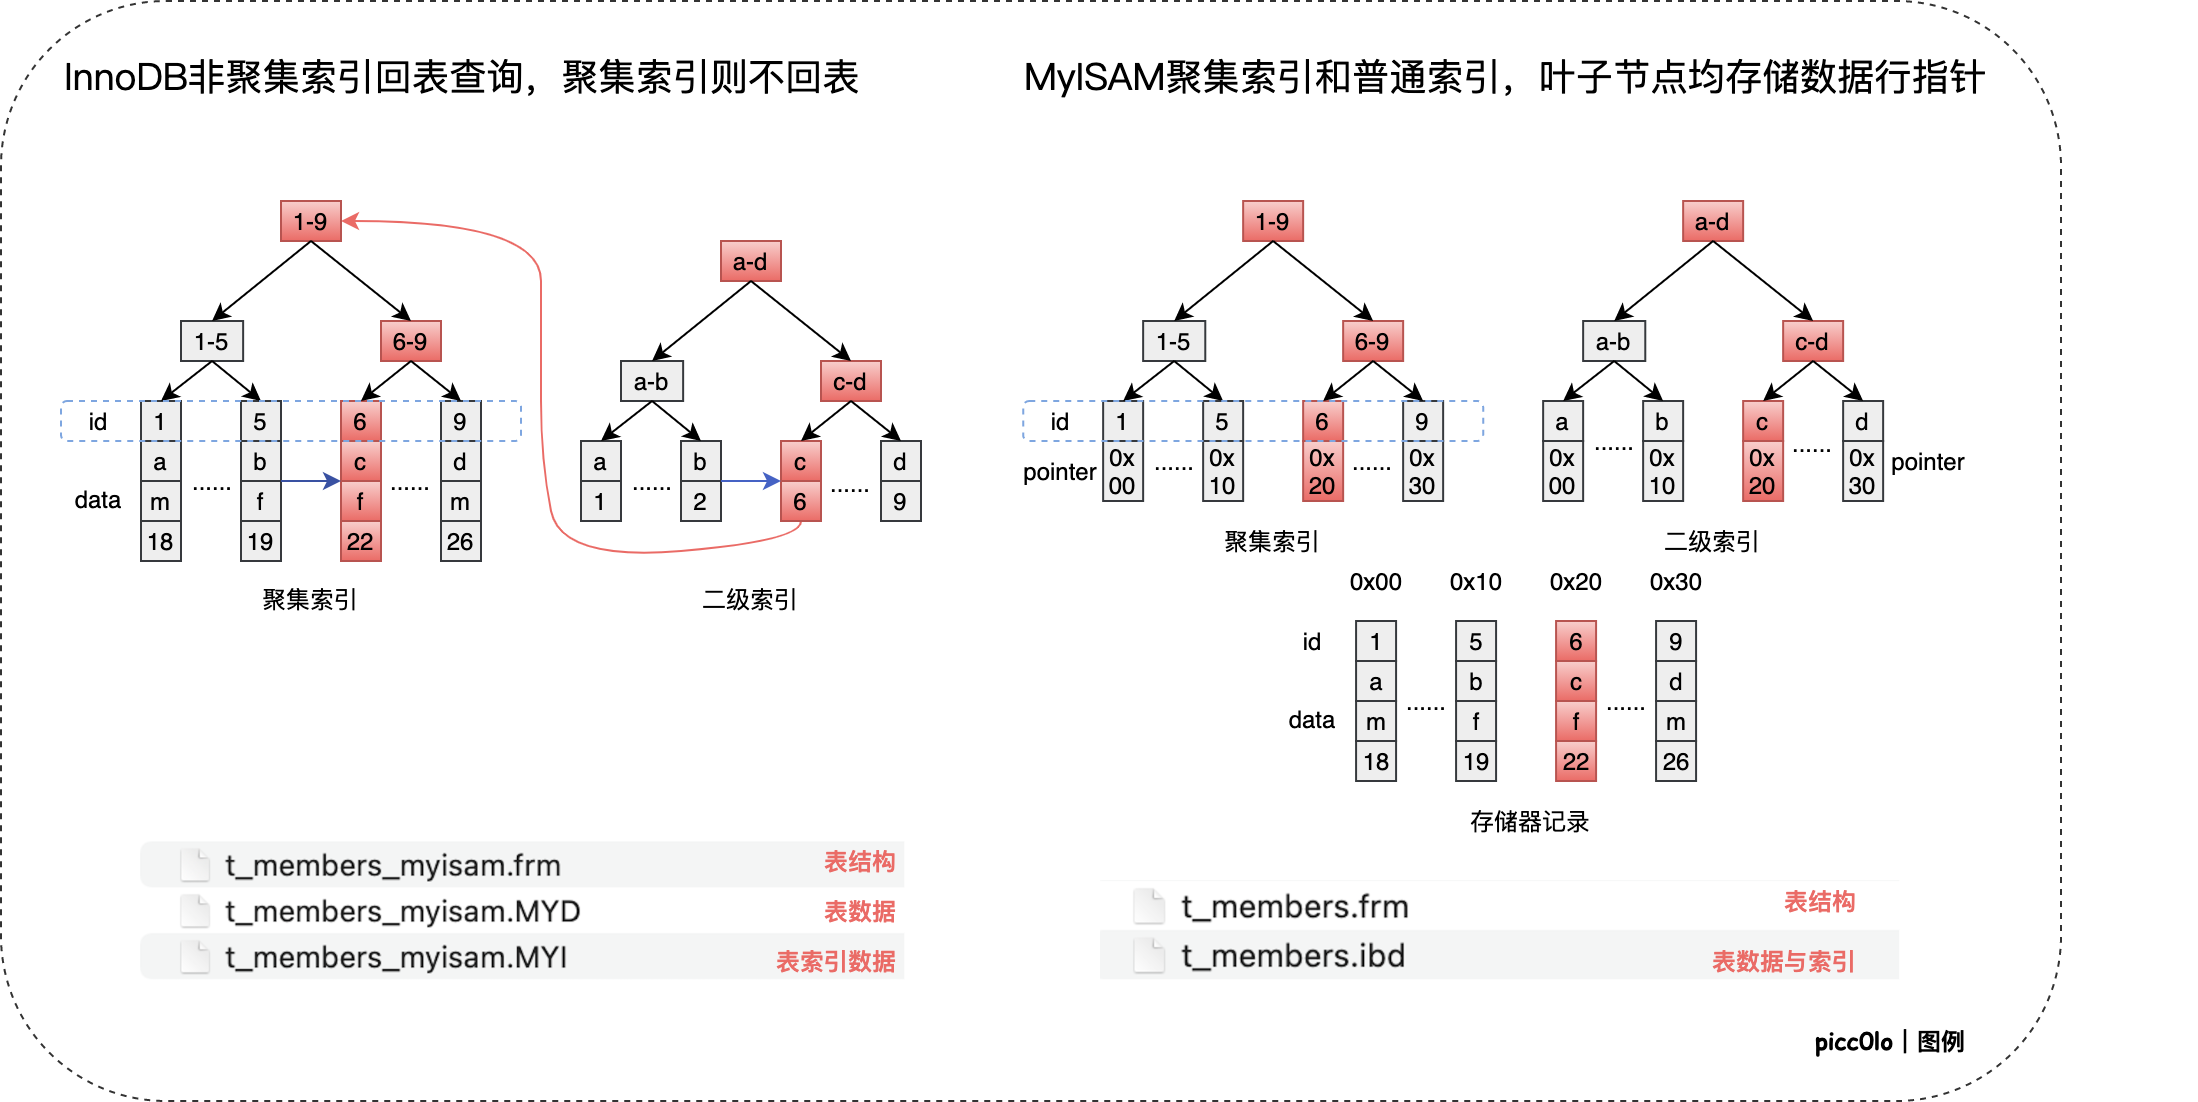 InnoDB非聚集索引回表查询，聚集索引则不回表
1-9
a-d
1-5
6-9
a-b
c-d
id
1
5
6
9
a
b
c
d
data
m
......
f
f
......
m
18
19
22
26
a
b
c
d
1
......
2
6
......
9
聚集索引
二级索引
t_members_myisam.frm
表结构
t_members_myisam.MYD
表数据
t_members_myisam.MYI
表索引数据
MyISAM聚集索引和普通索引，叶子节点均存储数据行指针
1-9
a-d
1-5
6-9
a-b
c-d
id
1
5
6
9
pointer
0x
00
......
0x
10
0x
20
......
0x
30
a
b
c
d
0x
00
......
0x
10
0x
20
......
0x
30
pointer
聚集索引
二级索引
0x00
0x10
0x20
0x30
id
1
5
6
9
a
b
c
d
data
m
......
f
f
......
m
18
19
22
26
存储器记录
t_members.frm
表结构
t_members.ibd
表数据与索引
piccOlo｜图例